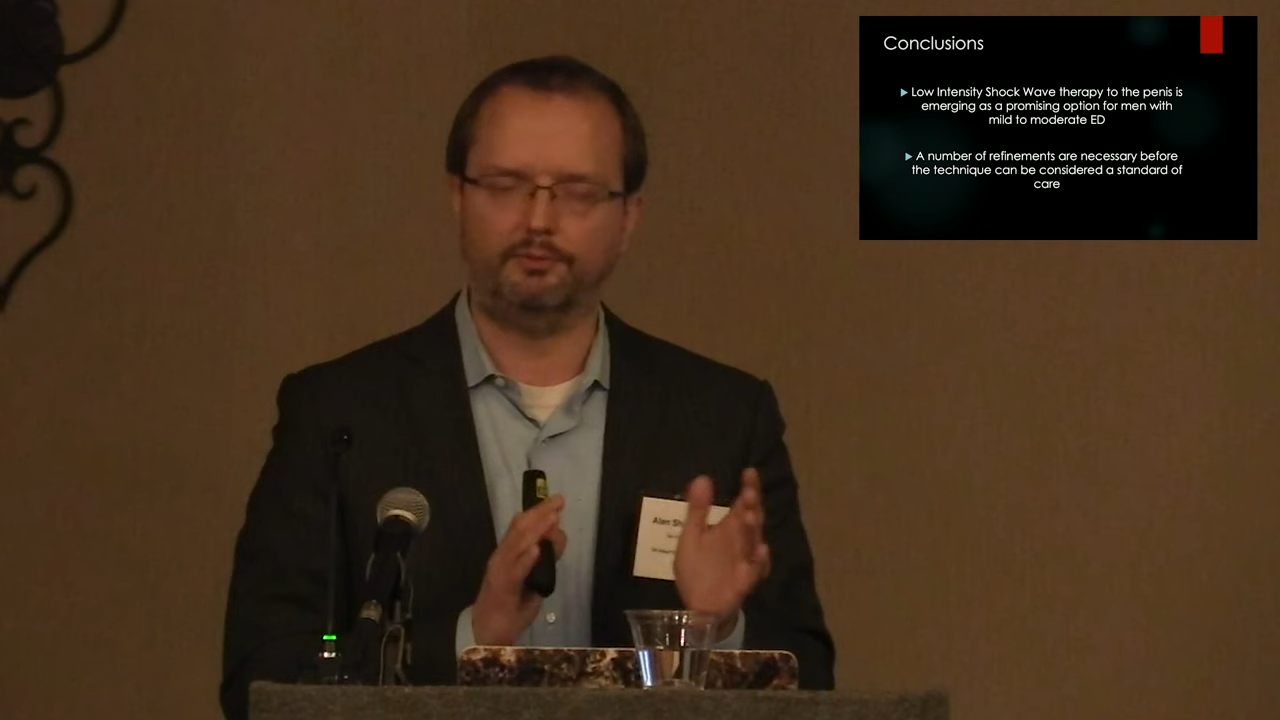 Conclusions
Low Intensity Shock Wave therapy to the penis is
emerging as a promising option for men with
mild to moderate ED
A number of refinements are necessary before
the technique can be considered a standard of
care
Alan